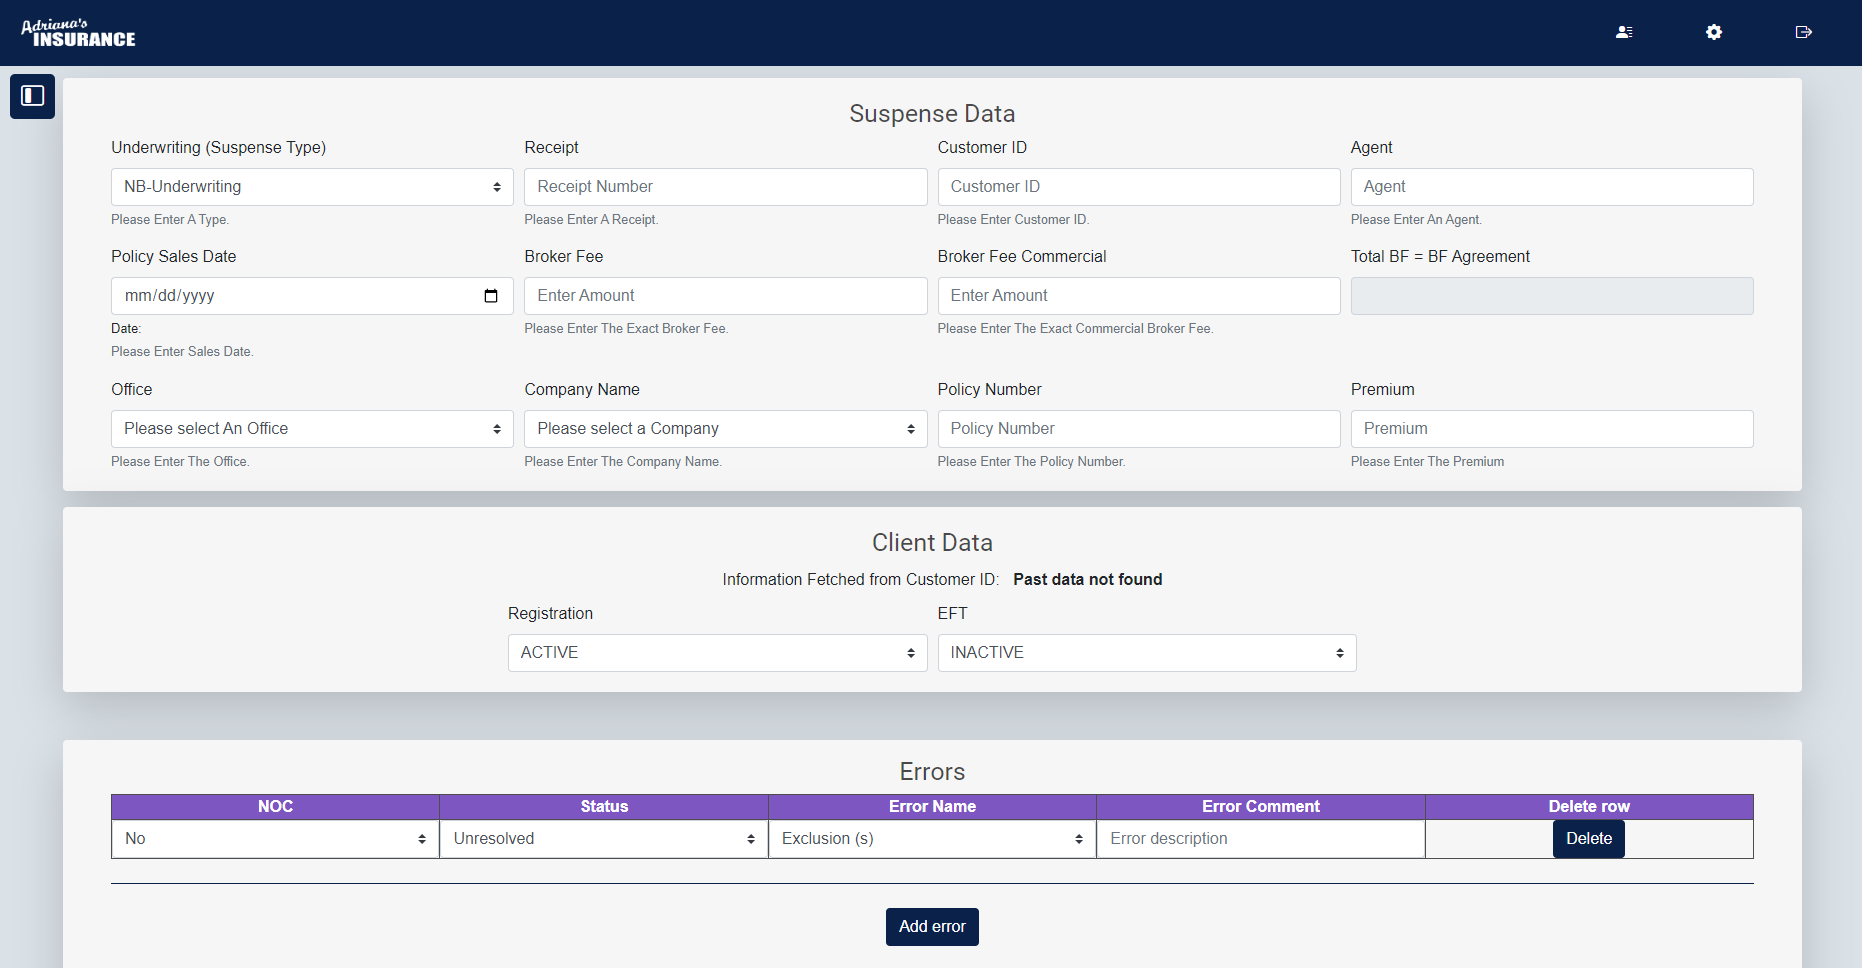 Adriana's
INSURANCE
Suspense Data
Underwriting (Suspense Type)
Receipt
Customer ID
Agent
NB-Underwriting
Receipt Number
Customer ID
Agent
Please Enter A Type.
Please Enter A Receipt.
Please Enter Customer ID.
Please Enter An Agent.
Policy Sales Date
Broker Fee
Broker Fee Commercial
Total BF = BF Agreement
mm/dd/yyyy
Enter Amount
Enter Amount
Date:
Please Enter The Exact Broker Fee.
Please Enter The Exact Commercial Broker Fee.
Please Enter Sales Date.
Office
Company Name
Policy Number
Premium
Please select An Office
Please select a Company
Policy Number
Premium
Please Enter The Office.
Please Enter The Company Name.
Please Enter The Policy Number.
Please Enter The Premium
Client Data
Information Fetched from Customer ID: Past data not found
Registration
EFT
ACTIVE
INACTIVE
Errors
NOC
Status
Error Name
Error Comment
Delete row
No
Unresolved
Exclusion (s)
Error description
Delete
Add error